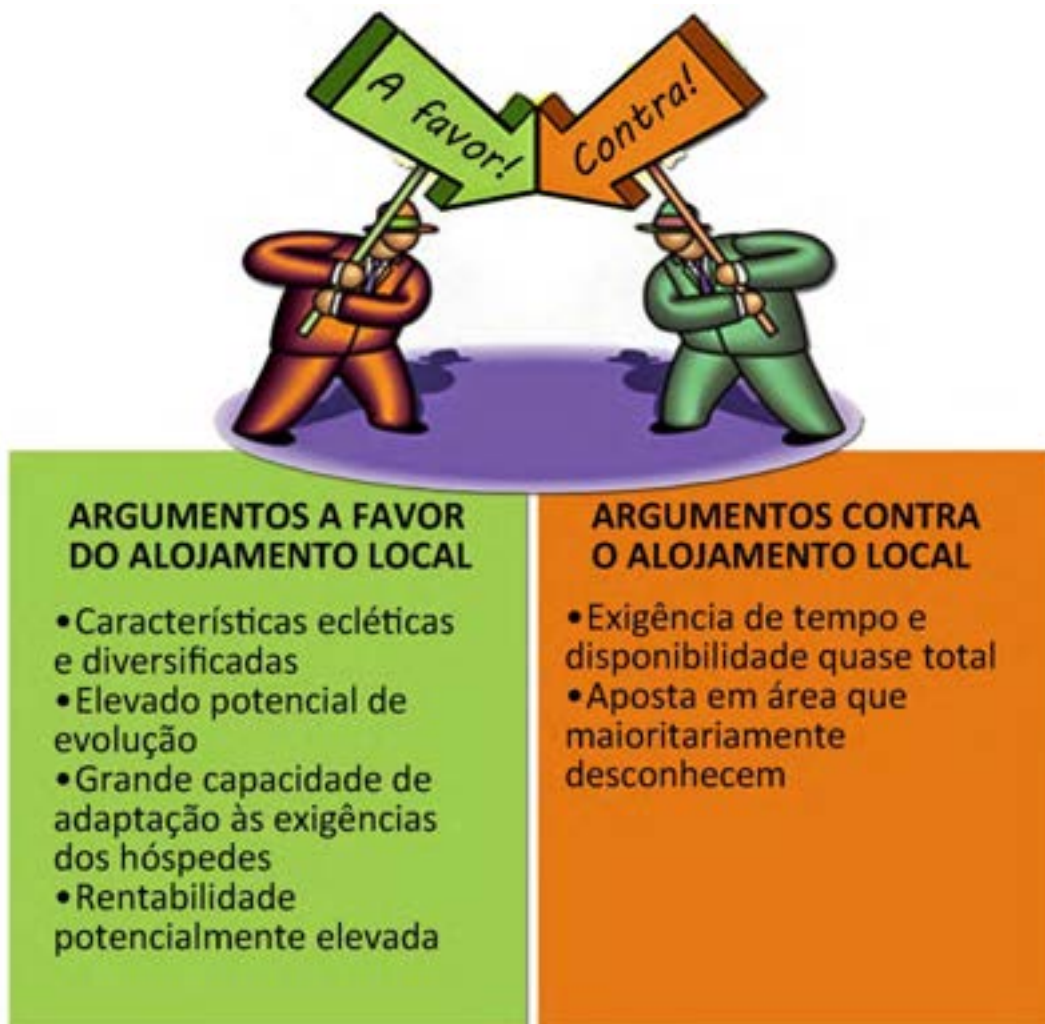 A favor!
Contra!
ARGUMENTOS A FAVOR
DO ALOJAMENTO LOCAL
•Características ecléticas
e diversificadas
•Elevado potencial de
evolução
•Grande capacidade de
adaptação às exigências
dos hóspedes
•Rentabilidade
potencialmente elevada
ARGUMENTOS CONTRA
O ALOJAMENTO LOCAL
•Exigência de tempo e
disponibilidade quase total
•Aposta em área que
maioritariamente
desconhecem